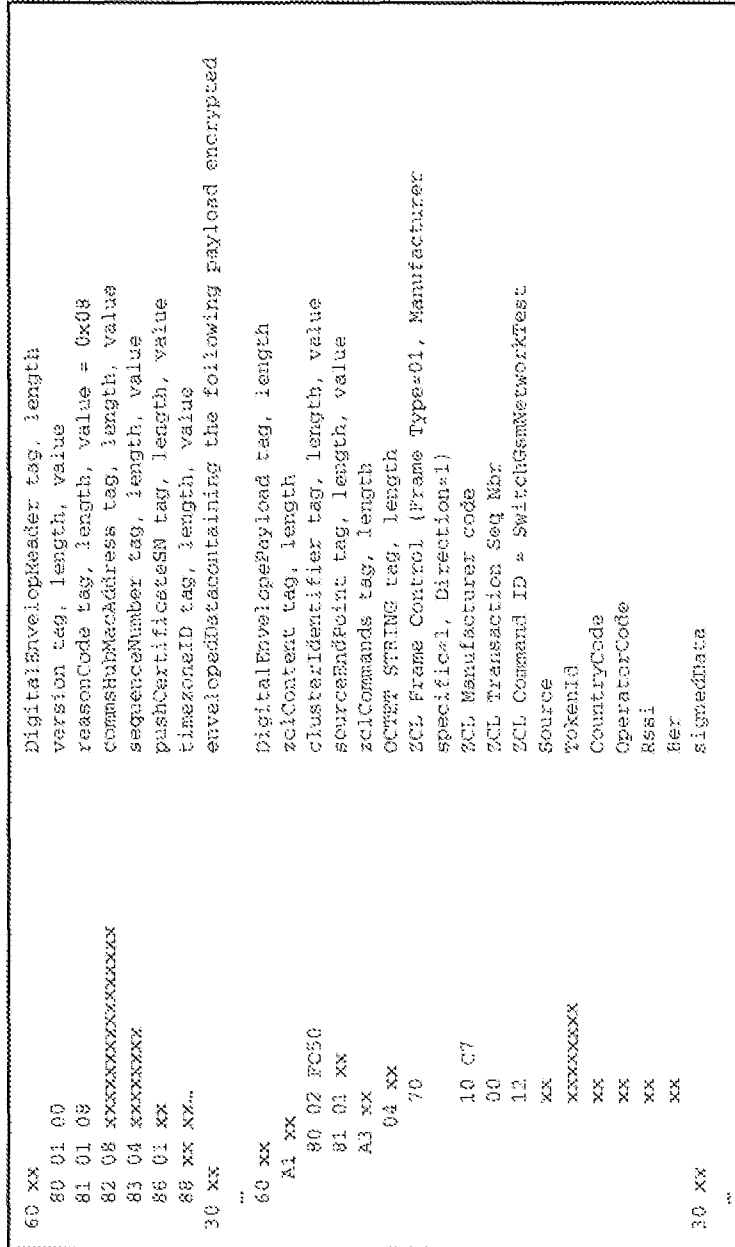 60 xx DigitalEnvelopHeader tag, length
80 01 00 version tag, length, value
81 01 08 reasonCode tag, length, value = 0x08
82 08 xxxxxxxxxxxxxxxx commsHubMacAddress tag, length, value
83 04 xxxxxxxx sequenceNumber tag, length, value
86 01 xx pushCertificateSN tag, length, value
88 xx xx… timezoneID tag, length, value
30 xx envelopedDatacontaining the following payload encrypted
…
60 xx DigitalEnvelopePayload tag, length
A1 xx zclContent tag, length
80 02 FC50 clusterIdentifier tag, length, value
81 01 xx sourceEndPoint tag, length, value
A3 xx zclCommands tag, length
04 xx OCTET STRING tag, length
70 ZCL Frame Control (Frame Type=01, Manufacturer
specific=1, Direction=1)
10 C7 ZCL Manufacturer code
00 ZCL Transaction Seq Nbr
12 ZCL Command ID = SwitchGsmNetworkTest
xx Source
xxxxxxxx TokenId
xx CountryCode
xx OperatorCode
xx Rssi
xx Ber
30 xx signedData
…